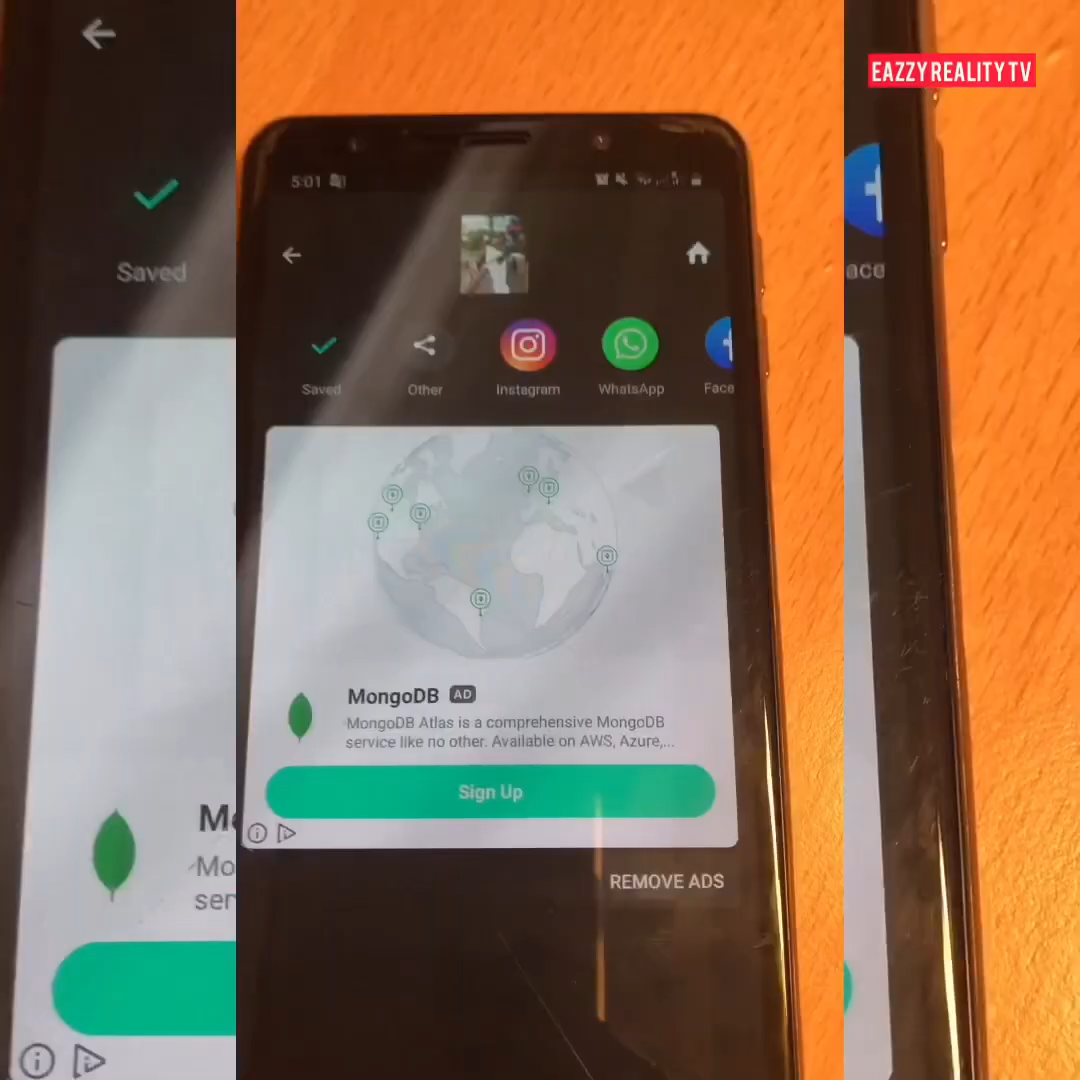 EAZZY REALITY TV
5:01
Saved
Other
Instagram
WhatsApp
Face
MongoDB AD
MongoDB Atlas is a comprehensive MongoDB
service like no other. Available on AWS, Azure,...
Sign Up
REMOVE ADS
Saved
ace
Mo
ser